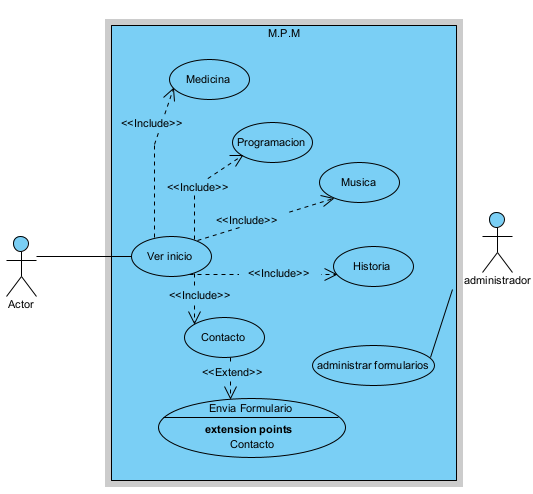 M.P.M
Medicina
<<Include>>
Programacion
<<Include>>
Musica
<<Include>>
Actor
Ver inicio
Historia
<<Include>>
administrador
<<Include>>
Contacto
administrar formularios
<<Extend>>
Envia Formulario
extension points
Contacto